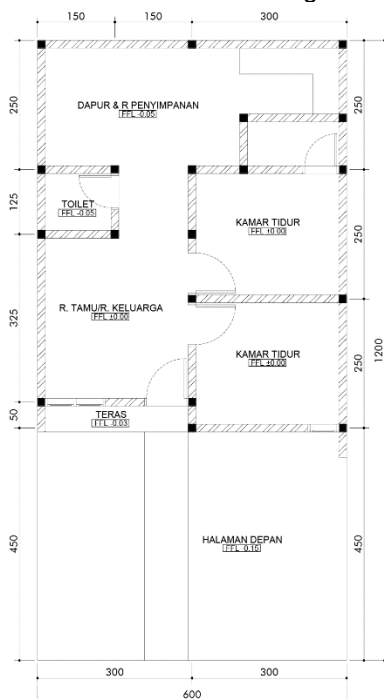 150 150 300
250
250
DAPUR & R PENYIMPANAN
FFL -0.05
125
TOILET
FFL -0.05
KAMAR TIDUR
FFL ±0.00
250
325
R. TAMU/R. KELUARGA
FFL ±0.00
1200
KAMAR TIDUR
FFL ±0.00
250
50
TERAS
FFL -0.03
450
HALAMAN DEPAN
FFL -0.15
450
300 300
600